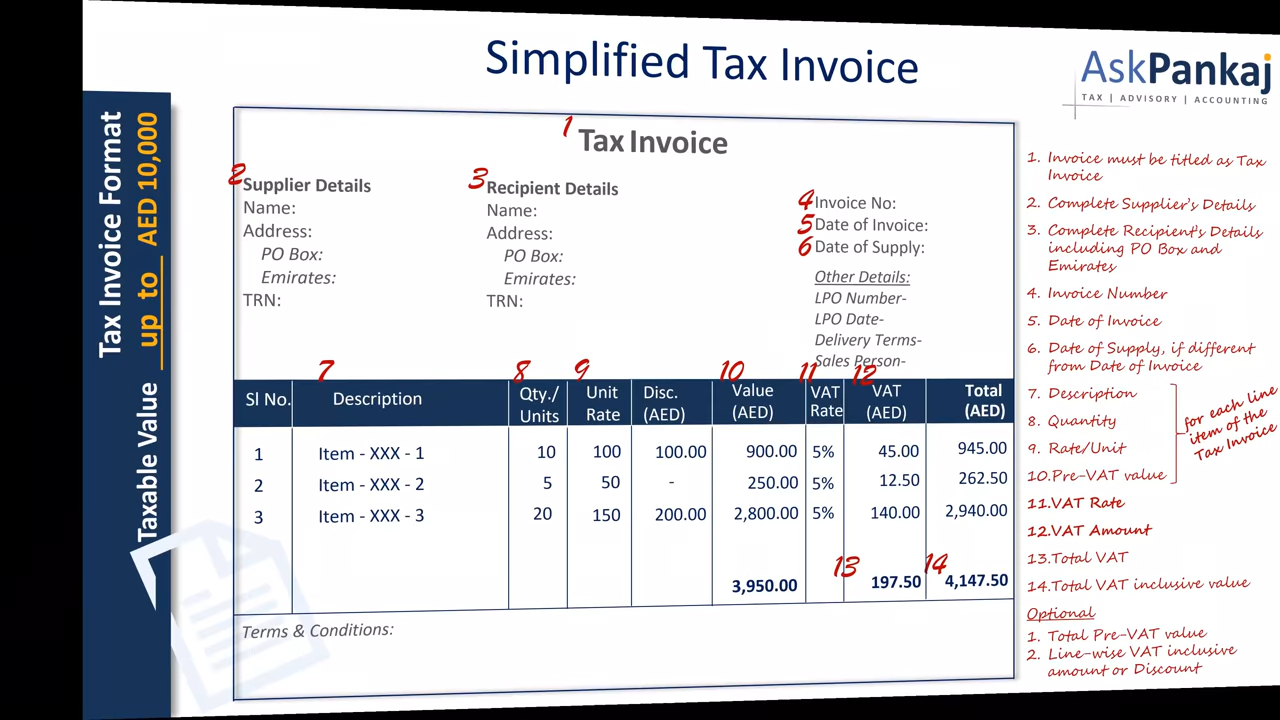 Simplified Tax Invoice
AskPankaj
TAX | ADVISORY | ACCOUNTING
Tax Invoice Format
Taxable Value up to AED 10,000
1
Tax Invoice
2
Supplier Details
Name:
Address:
PO Box:
Emirates:
TRN:
3
Recipient Details
Name:
Address:
PO Box:
Emirates:
TRN:
4 Invoice No:
5 Date of Invoice:
6 Date of Supply:
Other Details:
LPO Number-
LPO Date-
Delivery Terms-
Sales Person-
7 8 9 10 11 12
Sl No. Description Qty./ Units Unit Rate Disc. (AED) Value (AED) VAT Rate VAT (AED) Total (AED)
1 Item - XXX - 1 10 100 100.00 900.00 5% 45.00 945.00
2 Item - XXX - 2 5 50 - 250.00 5% 12.50 262.50
3 Item - XXX - 3 20 150 200.00 2,800.00 5% 140.00 2,940.00
13 14
3,950.00 197.50 4,147.50
Terms & Conditions:
1. Invoice must be titled as Tax
Invoice
2. Complete Supplier's Details
3. Complete Recipient's Details
including PO Box and
Emirates
4. Invoice Number
5. Date of Invoice
6. Date of Supply, if different
from Date of Invoice
7. Description
8. Quantity
9. Rate/Unit
10.Pre-VAT value
for each line
item of the
Tax Invoice
11.VAT Rate
12.VAT Amount
13.Total VAT
14.Total VAT inclusive value
Optional
1. Total Pre-VAT value
2. Line-wise VAT inclusive
amount or Discount